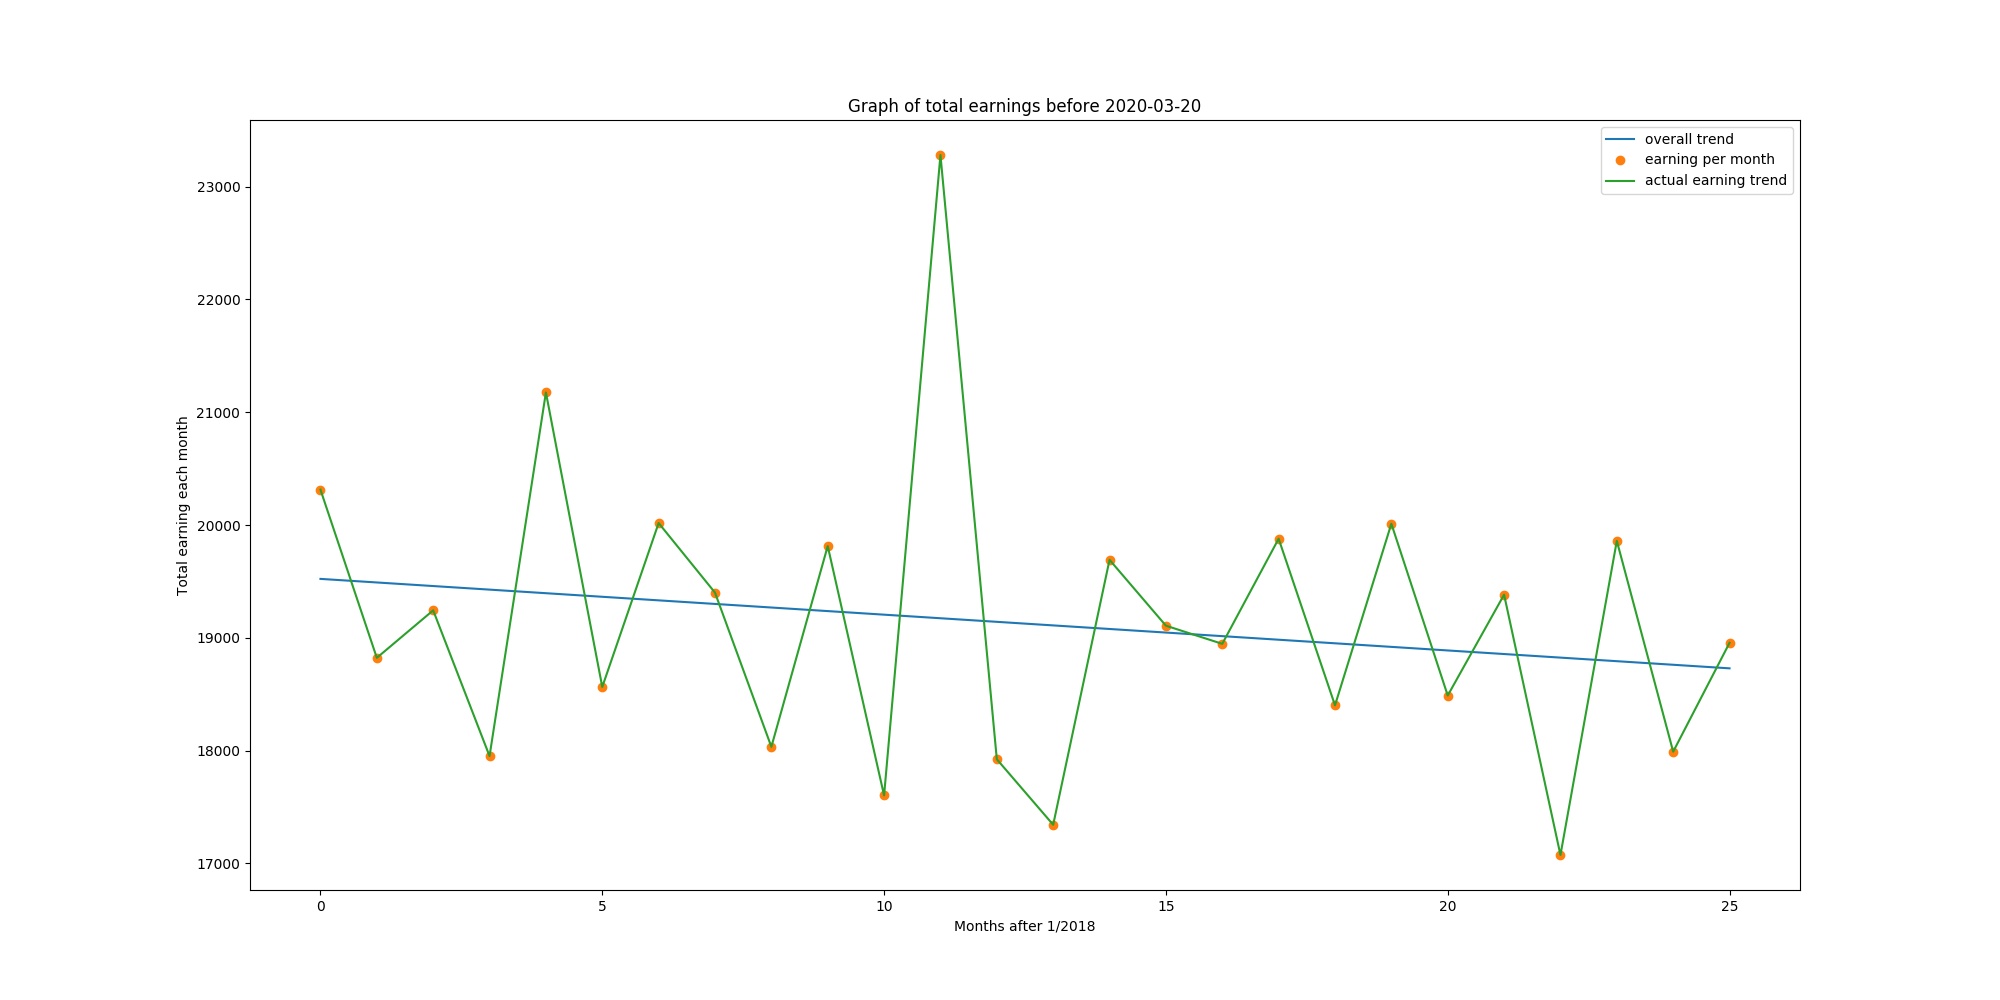 Graph of total earnings before 2020-03-20
overall trend
earning per month
actual earning trend
23000
22000
21000
20000
19000
18000
17000
Total earning each month
0 5 10 15 20 25
Months after 1/2018